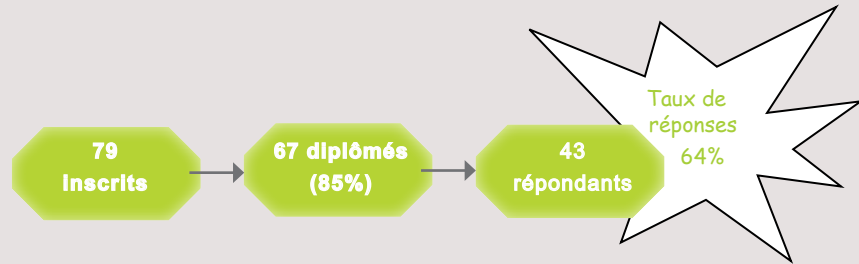 79
inscrits
67 diplômés
(85%)
43
répondants
Taux de
réponses
64%